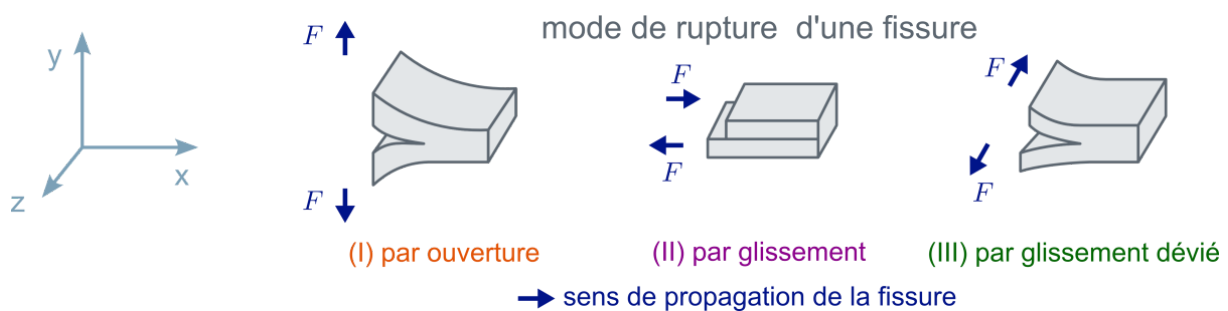 mode de rupture d'une fissure
y
x
z
F
F
F
F
F
F
(I) par ouverture
(II) par glissement
(III) par glissement dévié
sens de propagation de la fissure